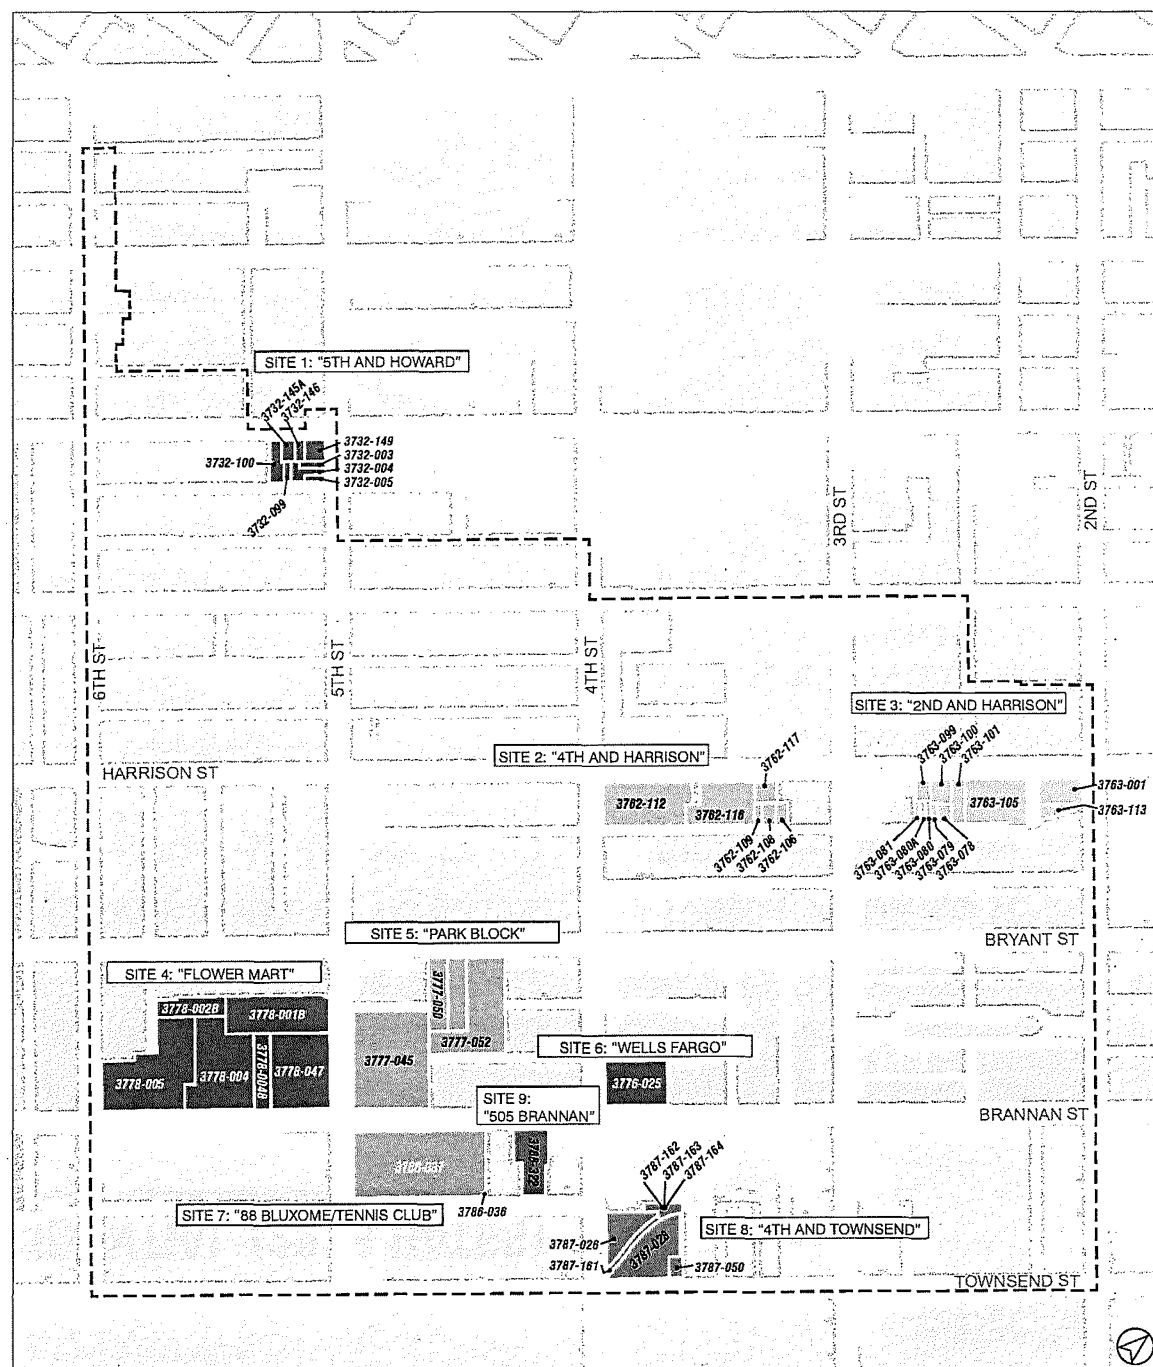 SITE 1: "5TH AND HOWARD"
3732-145A
3732-146
3732-149
3732-100
3732-003
3732-004
3732-005
3732-099
3RD ST
2ND ST
6TH ST
5TH ST
4TH ST
SITE 3: "2ND AND HARRISON"
SITE 2: "4TH AND HARRISON"
HARRISON ST
3762-117
3763-099
3763-100
3763-101
3762-112
3762-116
3763-105
3763-001
3763-113
3762-109
3762-108
3762-106
3763-081
3763-080A
3763-080
3763-079
3763-078
SITE 5: "PARK BLOCK"
BRYANT ST
SITE 4: "FLOWER MART"
3778-002B
3778-001B
3777-050
3777-052
3777-045
SITE 6: "WELLS FARGO"
3778-005
3778-004
3778-004B
3778-047
3776-025
SITE 9:
"505 BRANNAN"
BRANNAN ST
3787-162
3787-163
3787-164
SITE 7: "88 BLUXOME/TENNIS CLUB"
3786-036
SITE 8: "4TH AND TOWNSEND"
3787-026
3787-028
3787-161
3787-050
TOWNSEND ST